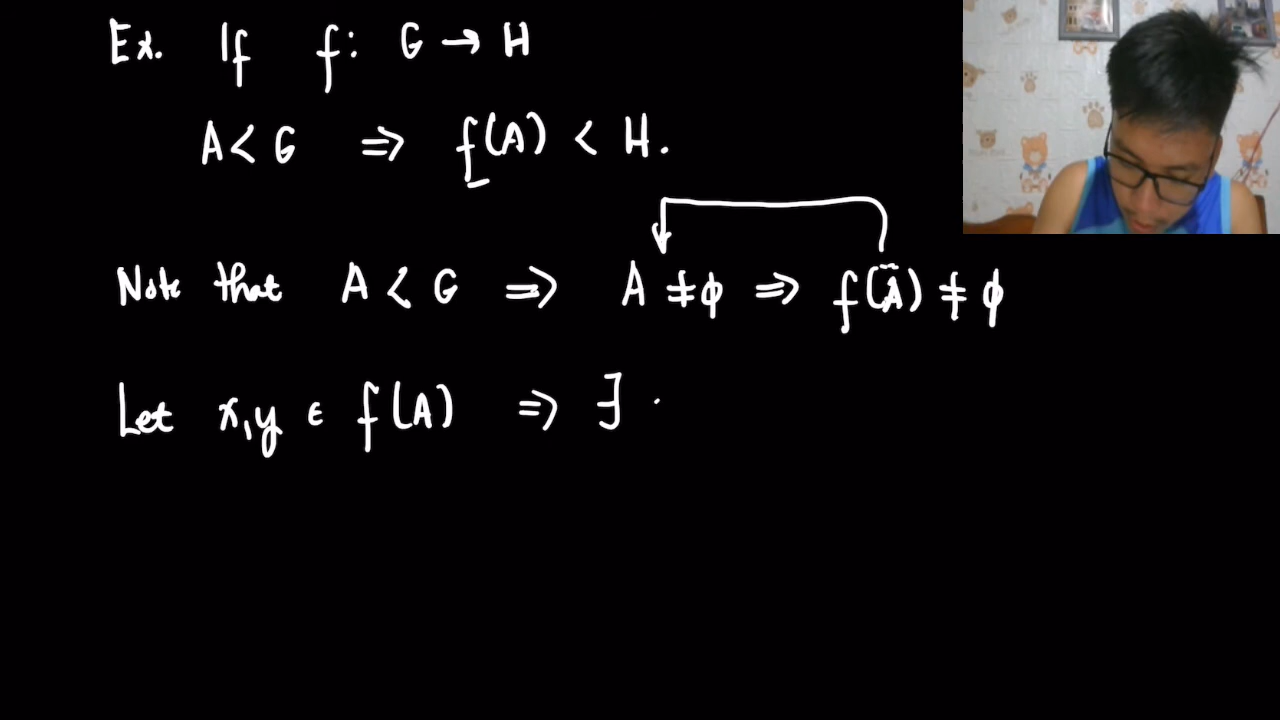 Ex. If f: G → H
A < G ⇒ f(A) < H.
Note that A < G ⇒ A ≠ φ ⇒ f(A) ≠ φ
Let x,y ∈ f(A) ⇒ ∃